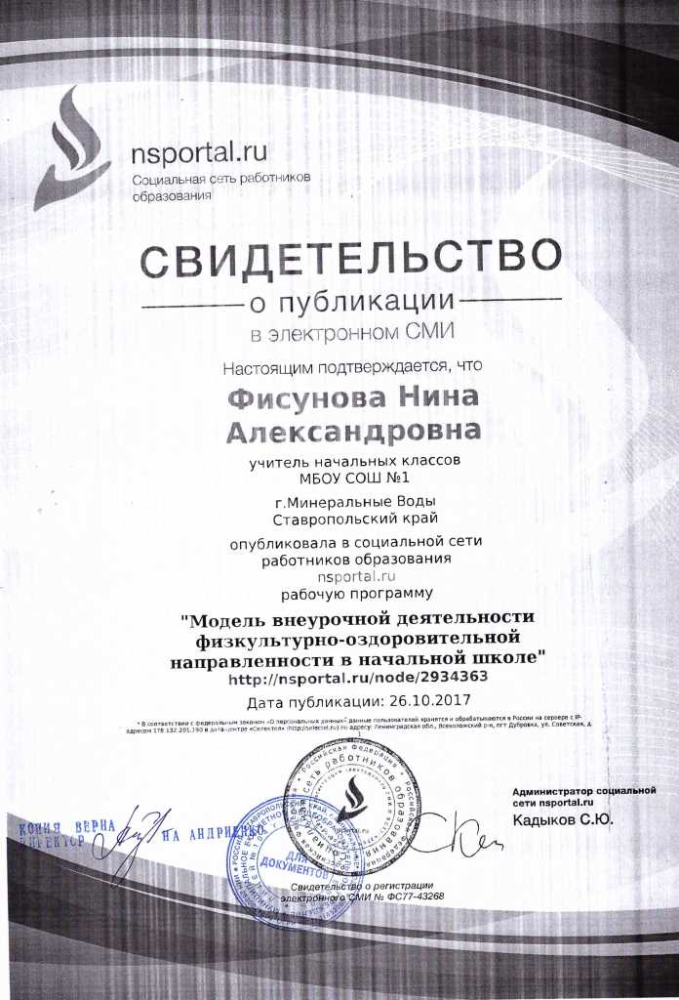 nsportal.ru
Социальная сеть работников
образования
СВИДЕТЕЛЬСТВО
о публикации
в электронном СМИ
Настоящим подтверждается, что
Фисунова Нина
Александровна
учитель начальных классов
МБОУ СОШ №1
г.Минеральные Воды
Ставропольский край
опубликовала в социальной сети
работников образования
nsportal.ru
рабочую программу
"Модель внеурочной деятельности
физкультурно-оздоровительной
направленности в начальной школе"
http://nsportal.ru/node/2934363
Дата публикации: 26.10.2017
* В соответствии с федеральным законом «О персональных данных» данные пользователей хранятся и обрабатываются в России на сервере с IP-
адресом 178.132.201.190 в дата-центре «Селектел» (http://selectel.ru) по адресу: Ленинградская обл., Всеволожский р-н, пгт Дубровка, ул. Советская, д.
1
Российская Федерация
сеть работников образования
Администратор социальной
сети nsportal.ru
Кадыков С.Ю.
КОПИЯ ВЕРНА
ДИРЕКТОР НА АНДРИЕНКО
ДЛЯ
ДОКУМЕНТОВ
Свидетельство о регистрации
электронного СМИ № ФС77-43268